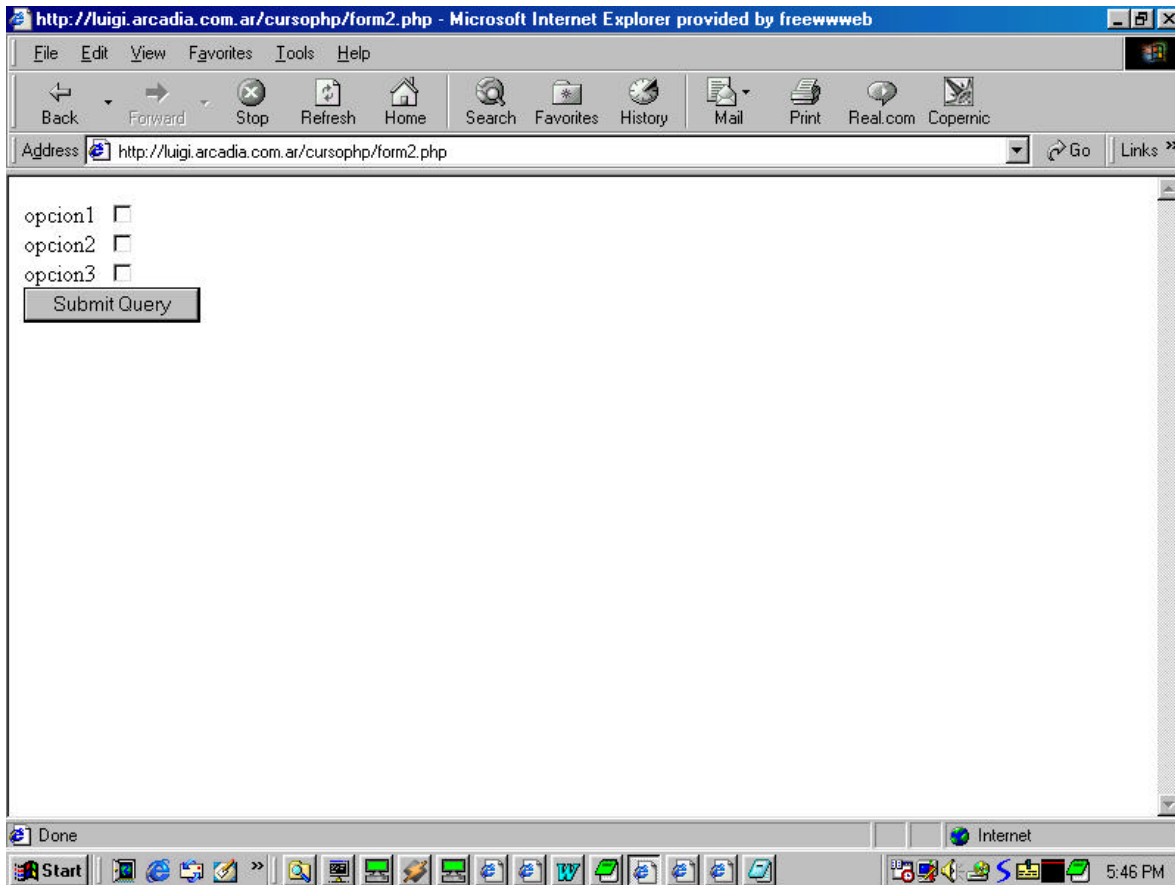 http://luigi.arcadia.com.ar/cursophp/form2.php - Microsoft Internet Explorer provided by freewwweb
File Edit View Favorites Tools Help
Back Forward Stop Refresh Home Search Favorites History Mail Print Real.com Copernic
Address http://luigi.arcadia.com.ar/cursophp/form2.php Go Links »
opcion1
opcion2
opcion3
Submit Query
Done Internet
Start » 5:46 PM